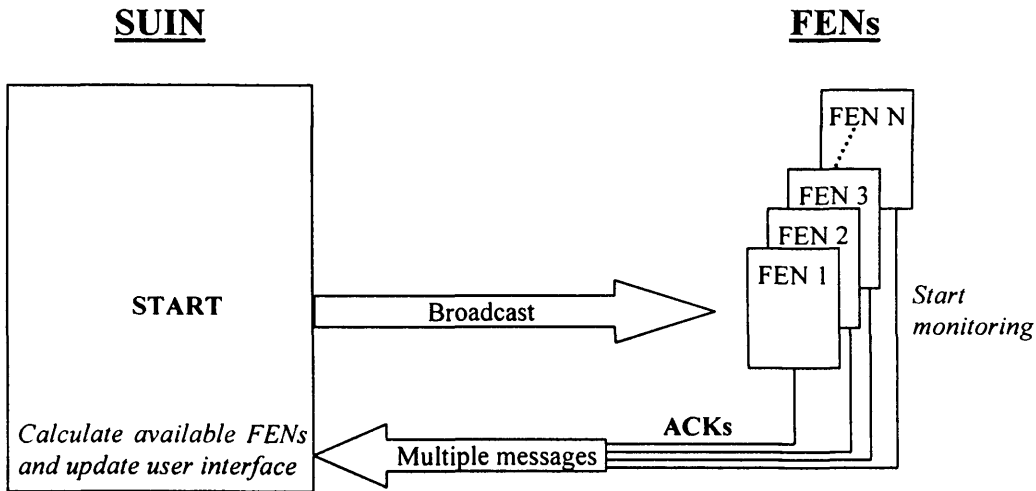 SUIN
FENs
FEN N
FEN 3
FEN 2
FEN 1
START
Broadcast
Start
monitoring
ACKs
Calculate available FENs
and update user interface
Multiple messages